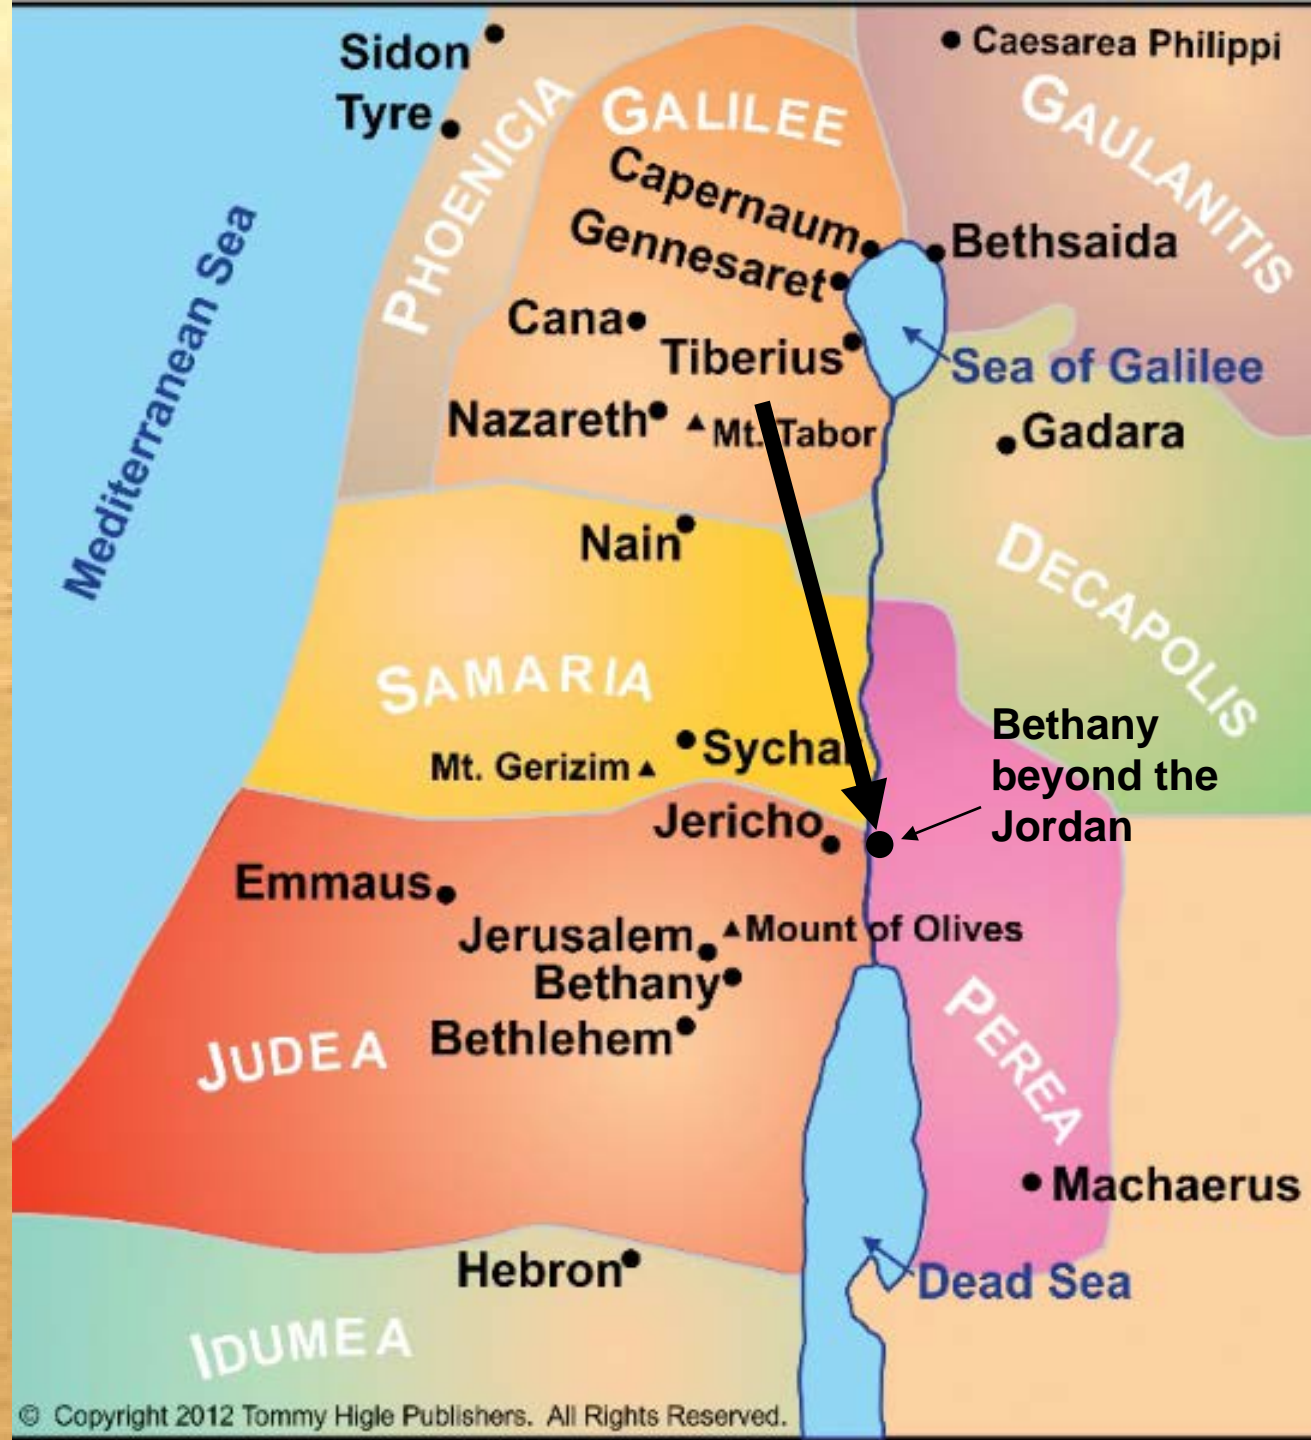 Sidon
Caesarea Philippi
Tyre
PHOENICIA
GALILEE
GAULANITIS
Capernaum
Gennesaret
Bethsaida
Mediterranean Sea
Cana
Tiberius
Sea of Galilee
Nazareth
Mt. Tabor
Gadara
Nain
DECAPOLIS
SAMARIA
Sychar
Mt. Gerizim
Bethany
beyond the
Jordan
Jericho
Emmaus
Jerusalem
Mount of Olives
Bethany
Bethlehem
JUDEA
PEREA
Machaerus
Hebron
Dead Sea
IDUMEA
© Copyright 2012 Tommy Higle Publishers. All Rights Reserved.